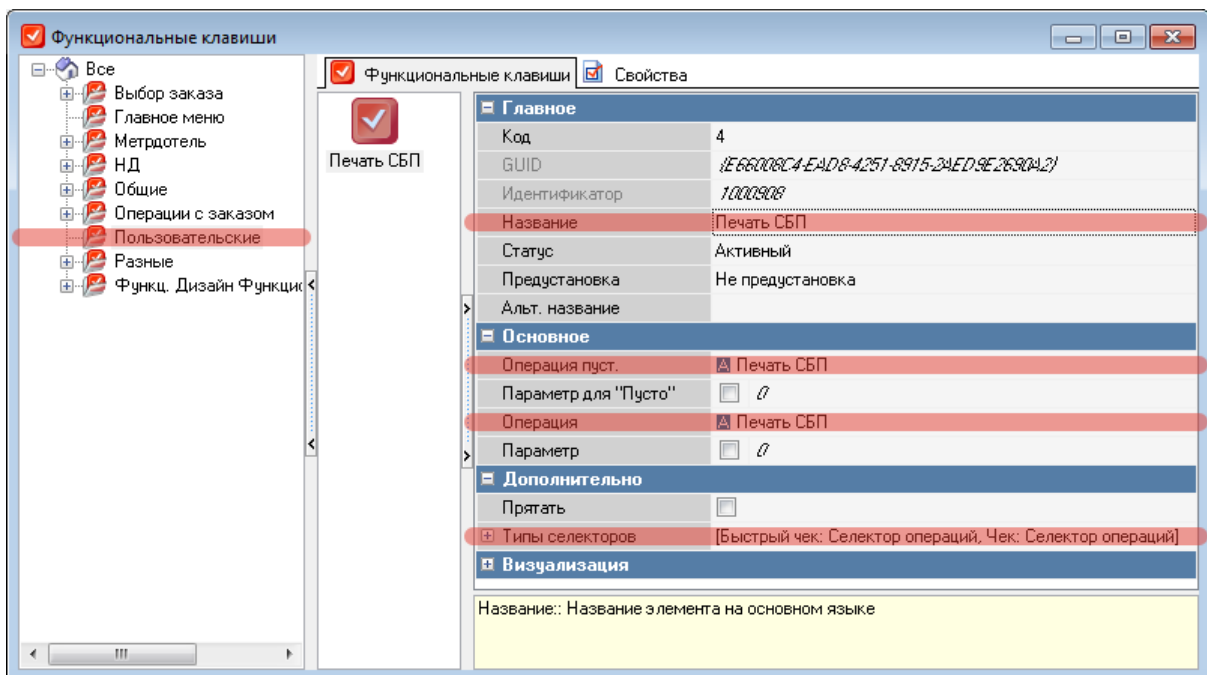 Функциональные клавиши
Все
Выбор заказа
Главное меню
Метрдотель
НД
Общие
Операции с заказом
Пользовательские
Разные
Функц. Дизайн Функцис
Функциональные клавиши
Свойства
Печать СБП
Главное
Код 4
GUID {E66008C4-EAD8-4251-8915-2AED9E2690A2}
Идентификатор 1000908
Название Печать СБП
Статус Активный
Предустановка Не предустановка
Альт. название
Основное
Операция пуст. A Печать СБП
Параметр для "Пусто" 0
Операция A Печать СБП
Параметр 0
Дополнительно
Прятать
Типы селекторов [Быстрый чек: Селектор операций, Чек: Селектор операций]
Визуализация
Название:: Название элемента на основном языке